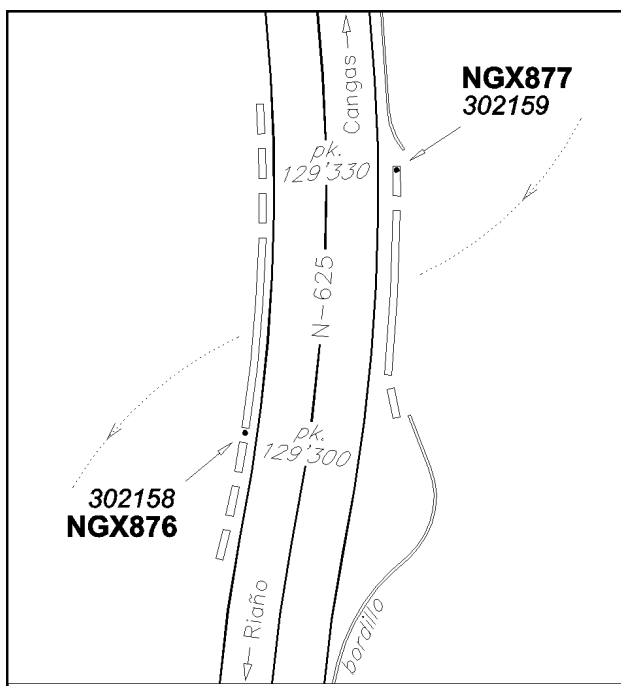 Cangas
NGX877
302159
pk.
129'330
N-625
pk.
129'300
302158
NGX876
Riaño
bordillo